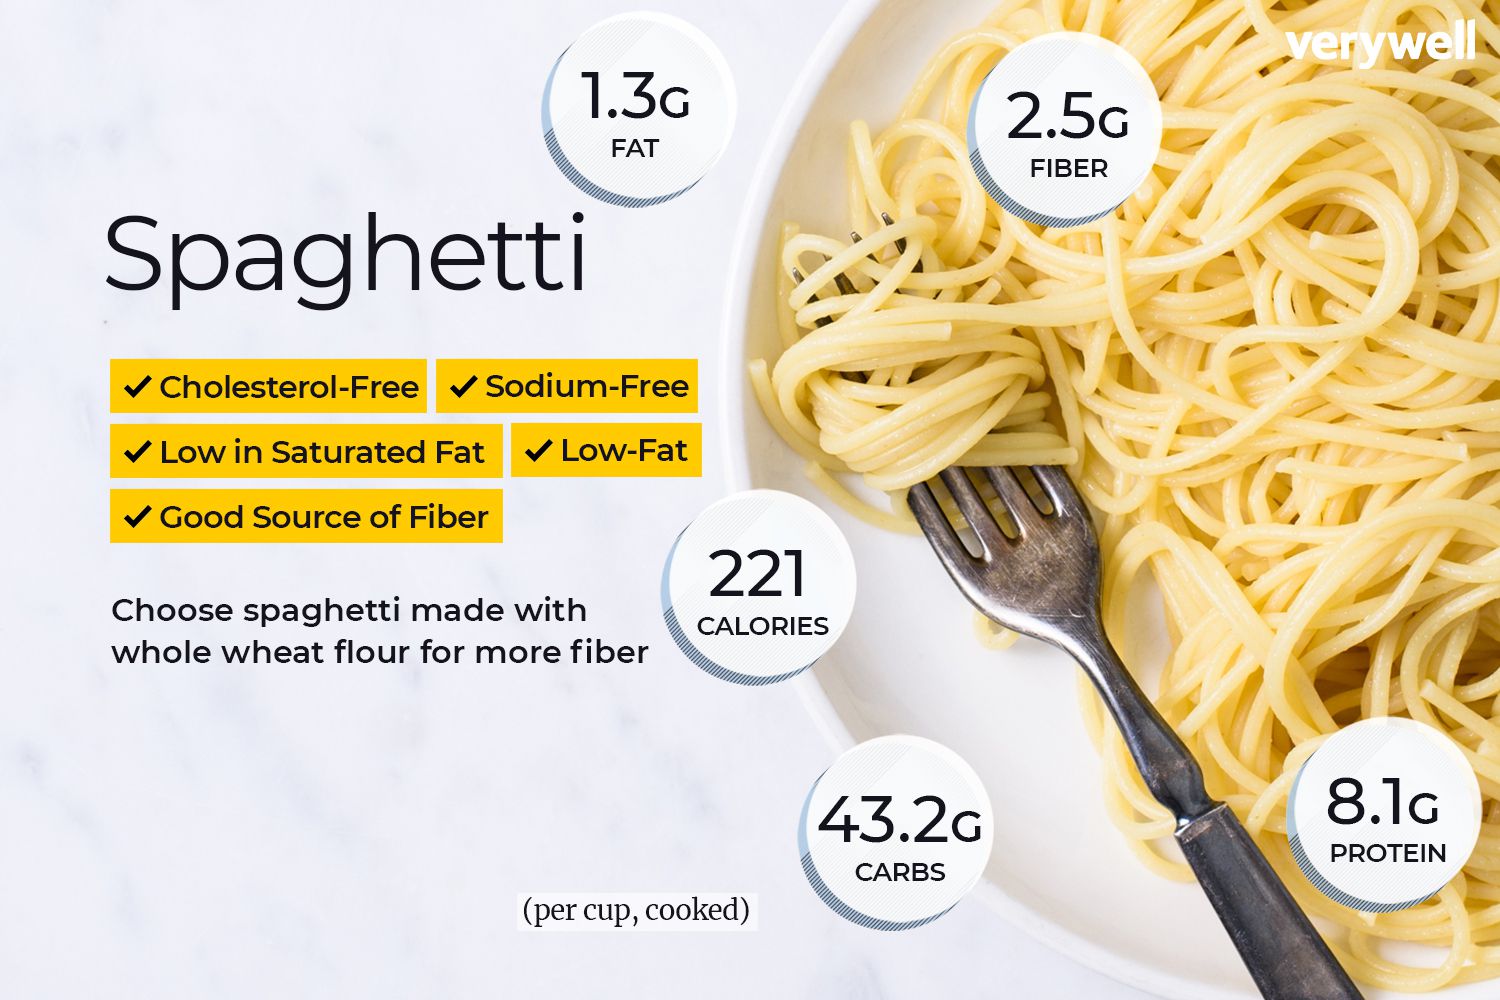 verywell
1.3G
FAT
2.5G
FIBER
Spaghetti
✓ Cholesterol-Free
✓ Sodium-Free
✓ Low in Saturated Fat
✓ Low-Fat
✓ Good Source of Fiber
Choose spaghetti made with
whole wheat flour for more fiber
221
CALORIES
43.2G
CARBS
8.1G
PROTEIN
(per cup, cooked)